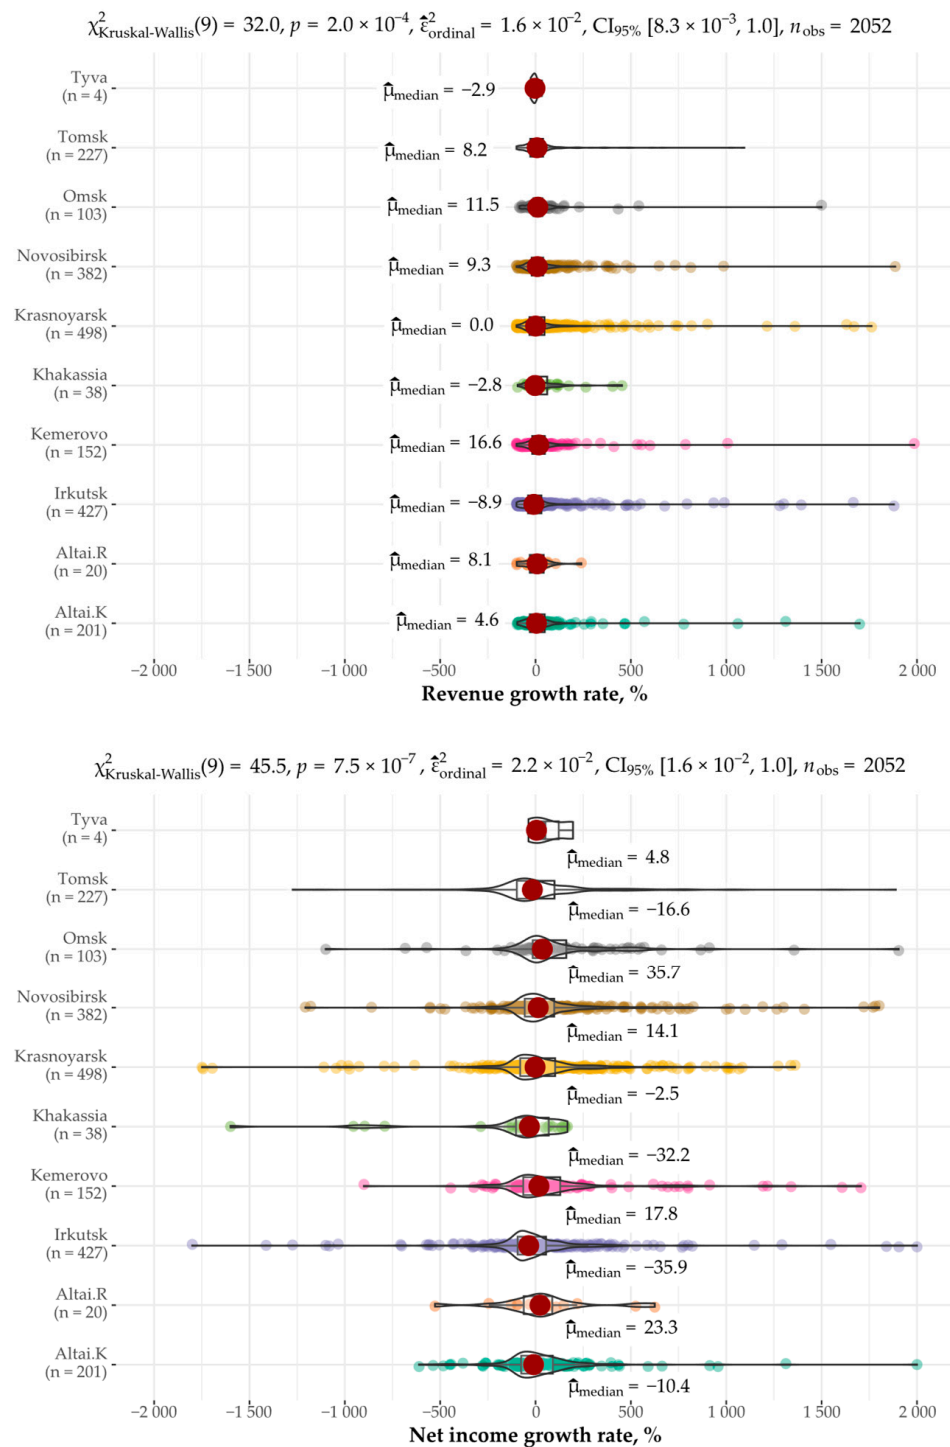 χ²Kruskal-Wallis(9) = 32.0, p = 2.0 × 10⁻⁴, ε̂²ordinal = 1.6 × 10⁻², CI95% [8.3 × 10⁻³, 1.0], nobs = 2052
Tyva
(n = 4)
μ̂median = −2.9
Tomsk
(n = 227)
μ̂median = 8.2
Omsk
(n = 103)
μ̂median = 11.5
Novosibirsk
(n = 382)
μ̂median = 9.3
Krasnoyarsk
(n = 498)
μ̂median = 0.0
Khakassia
(n = 38)
μ̂median = −2.8
Kemerovo
(n = 152)
μ̂median = 16.6
Irkutsk
(n = 427)
μ̂median = −8.9
Altai.R
(n = 20)
μ̂median = 8.1
Altai.K
(n = 201)
μ̂median = 4.6
−2 000 −1 500 −1 000 −500 0 500 1 000 1 500 2 000
Revenue growth rate, %
χ²Kruskal-Wallis(9) = 45.5, p = 7.5 × 10⁻⁷, ε̂²ordinal = 2.2 × 10⁻², CI95% [1.6 × 10⁻², 1.0], nobs = 2052
Tyva
(n = 4)
μ̂median = 4.8
Tomsk
(n = 227)
μ̂median = −16.6
Omsk
(n = 103)
μ̂median = 35.7
Novosibirsk
(n = 382)
μ̂median = 14.1
Krasnoyarsk
(n = 498)
μ̂median = −2.5
Khakassia
(n = 38)
μ̂median = −32.2
Kemerovo
(n = 152)
μ̂median = 17.8
Irkutsk
(n = 427)
μ̂median = −35.9
Altai.R
(n = 20)
μ̂median = 23.3
Altai.K
(n = 201)
μ̂median = −10.4
−2 000 −1 500 −1 000 −500 0 500 1 000 1 500 2 000
Net income growth rate, %